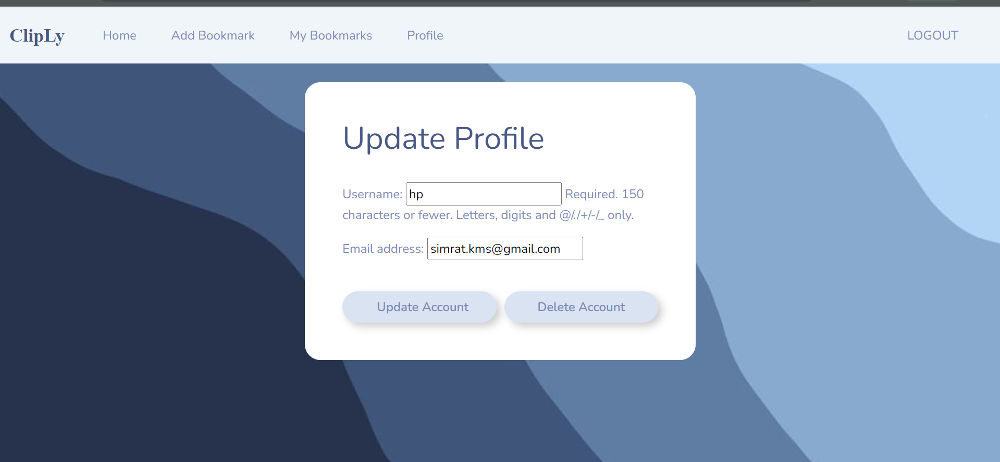 ClipLy Home Add Bookmark My Bookmarks Profile LOGOUT
Update Profile
Username: hp Required. 150
characters or fewer. Letters, digits and @/./+/-/_ only.
Email address: simrat.kms@gmail.com
Update Account Delete Account